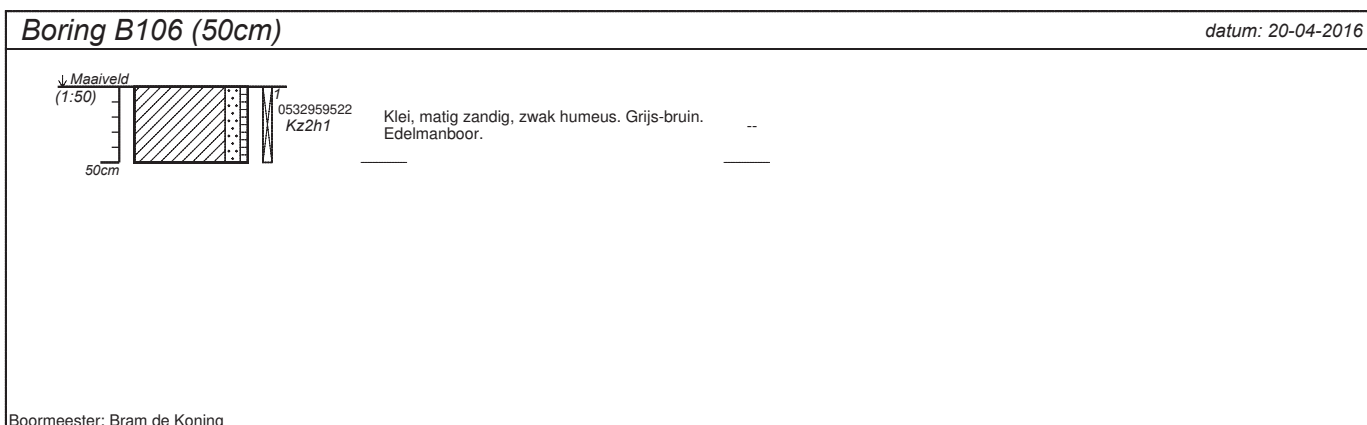 Boring B106 (50cm)
datum: 20-04-2016
Maaiveld
(1:50)
1
0532959522
Kz2h1
Klei, matig zandig, zwak humeus. Grijs-bruin.
Edelmanboor.
--
50cm
Boormeester: Bram de Koning